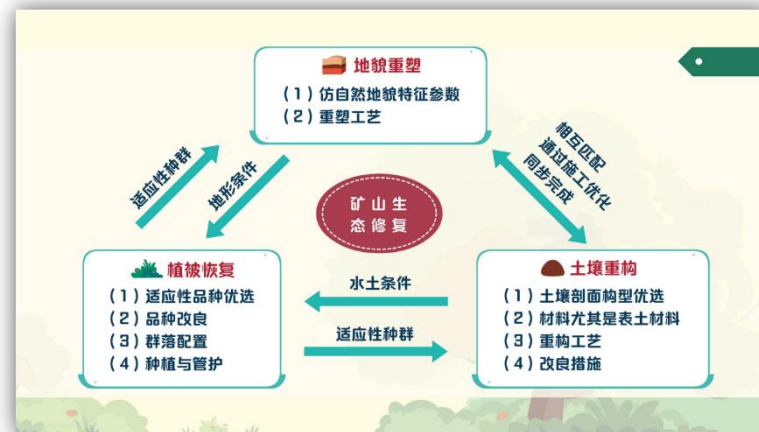 地貌重塑
（1）仿自然地貌特征参数
（2）重塑工艺
适应性种群
地形条件
相互匹配
通过施工优化
同步完成
矿山生
态修复
植被恢复
（1）适应性品种优选
（2）品种改良
（3）群落配置
（4）种植与管护
水土条件
适应性种群
土壤重构
（1）土壤剖面构型优选
（2）材料尤其是表土材料
（3）重构工艺
（4）改良措施